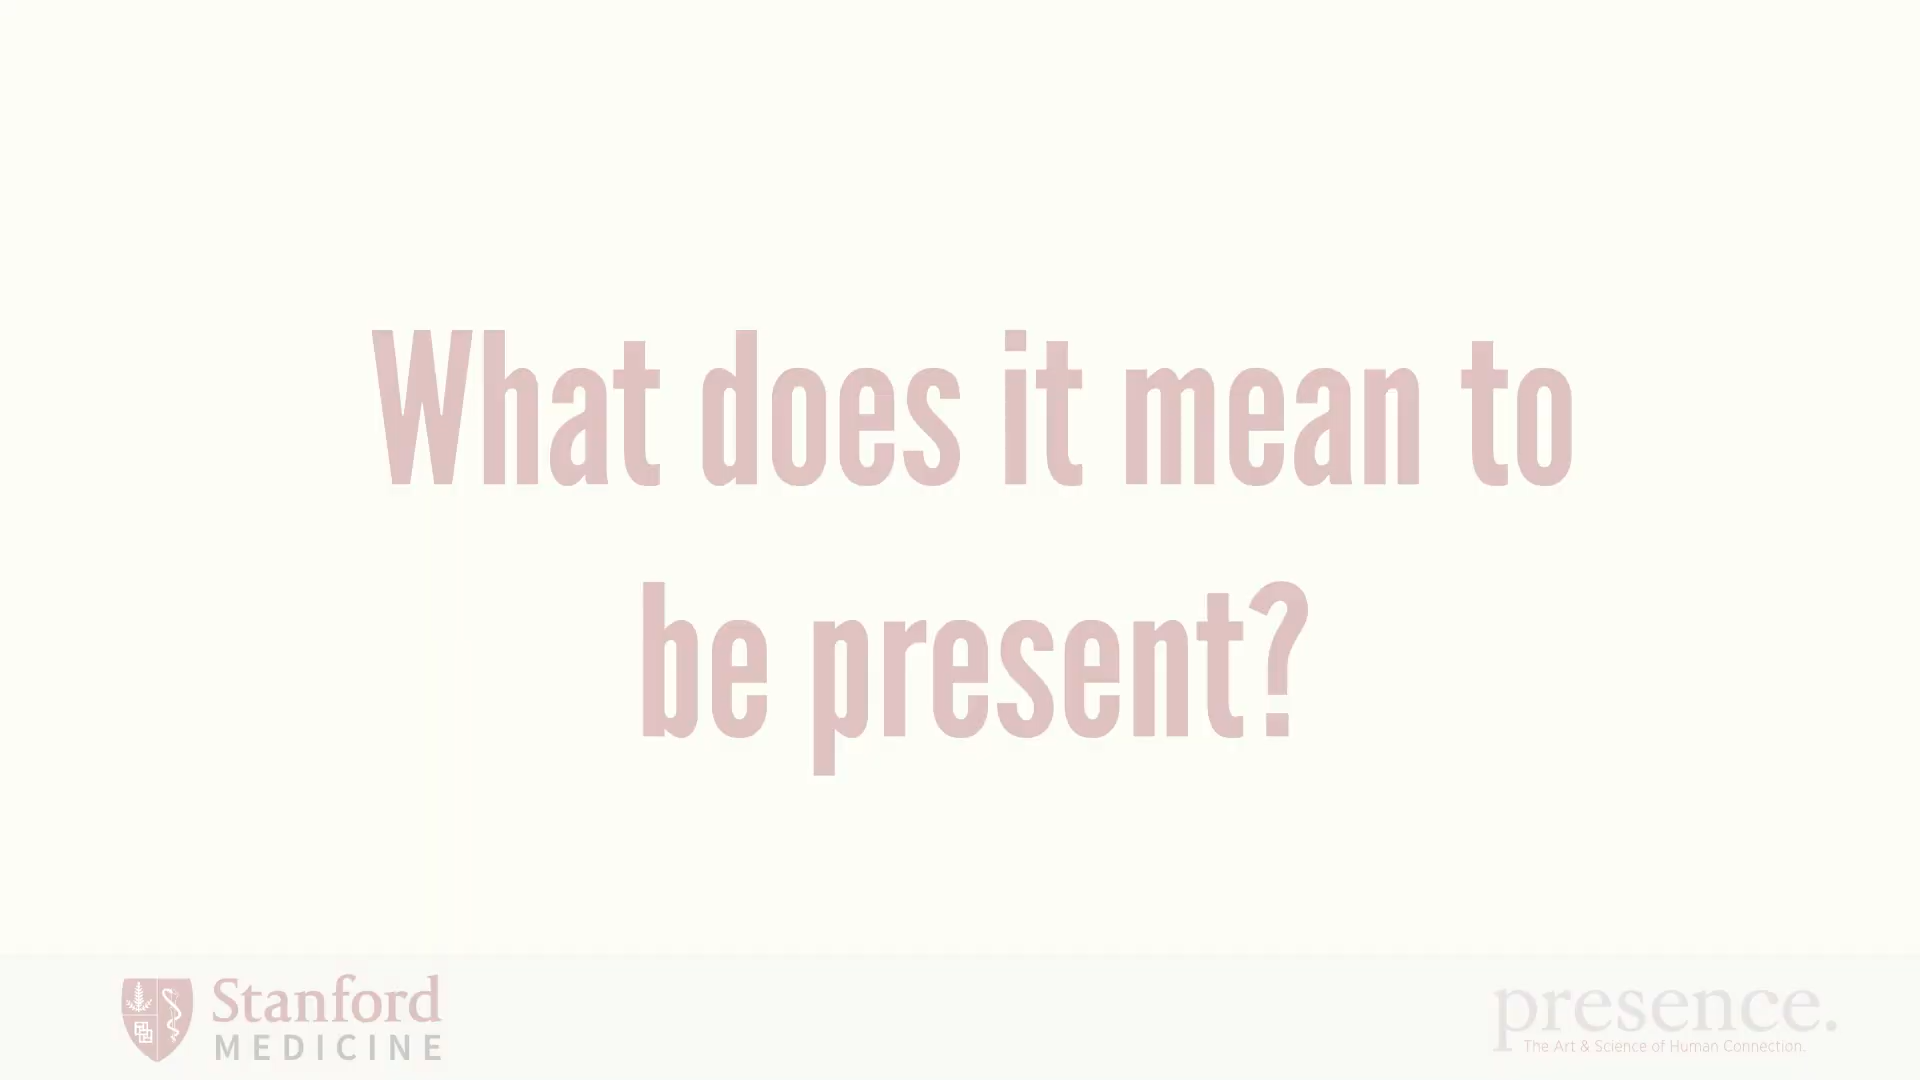 What does it mean to
be present?
Stanford
MEDICINE
presence.
The Art & Science of Human Connection.